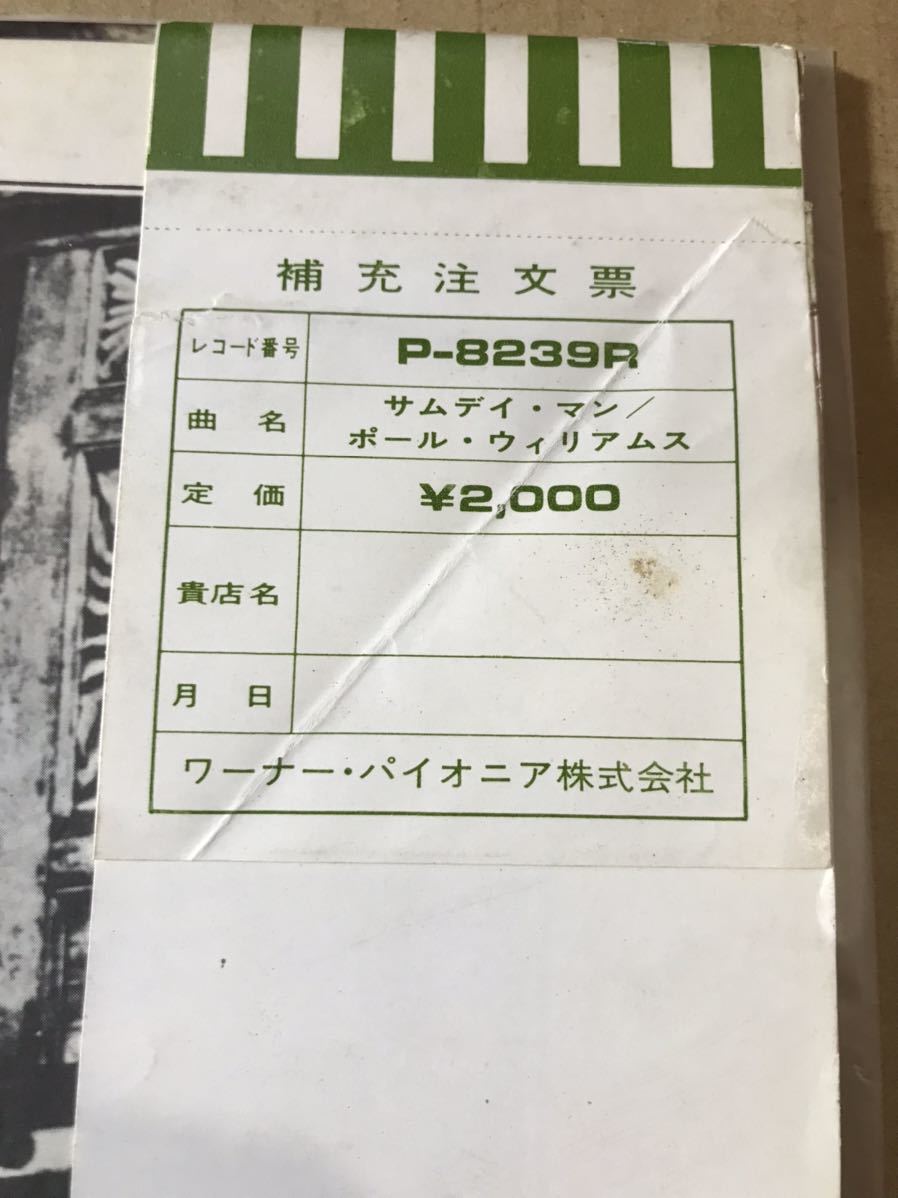 補充注文票
レコード番号 P-8239R
曲名 サムデイ・マン／
ポール・ウィリアムス
定価 ¥2,000
貴店名
月日
ワーナー・パイオニア株式会社